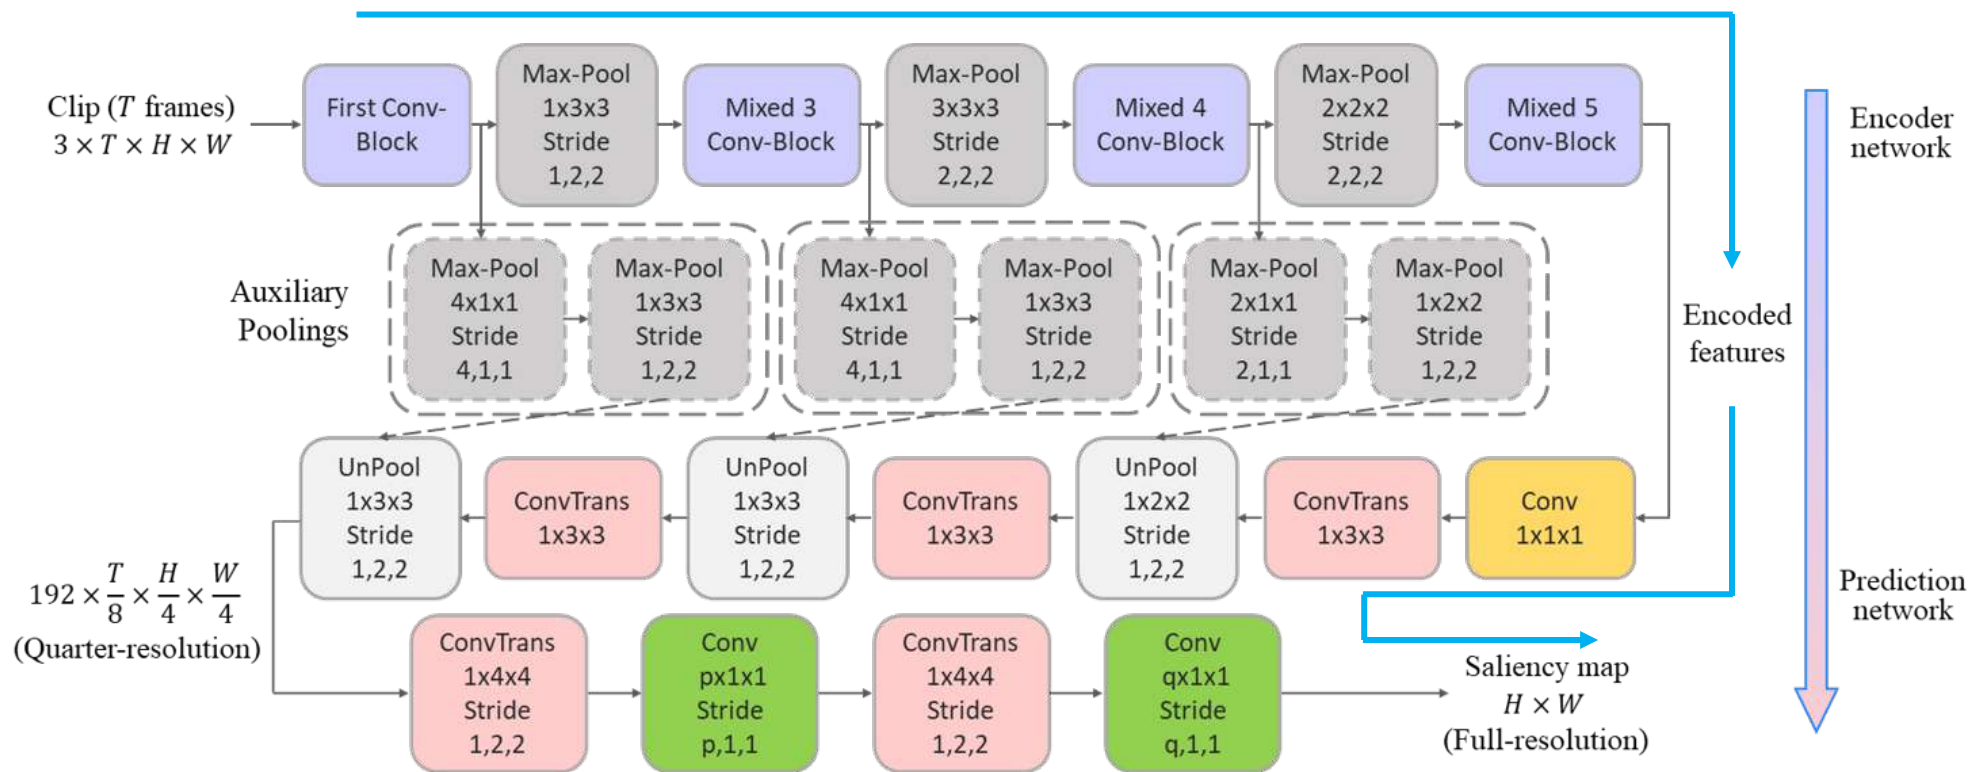 Clip (T frames)
3 × T × H × W
First Conv-
Block
Max-Pool
1x3x3
Stride
1,2,2
Mixed 3
Conv-Block
Max-Pool
3x3x3
Stride
2,2,2
Mixed 4
Conv-Block
Max-Pool
2x2x2
Stride
2,2,2
Mixed 5
Conv-Block
Encoder
network
Auxiliary
Poolings
Max-Pool
4x1x1
Stride
4,1,1
Max-Pool
1x3x3
Stride
1,2,2
Max-Pool
4x1x1
Stride
4,1,1
Max-Pool
1x3x3
Stride
1,2,2
Max-Pool
2x1x1
Stride
2,1,1
Max-Pool
1x2x2
Stride
1,2,2
Encoded
features
UnPool
1x3x3
Stride
1,2,2
ConvTrans
1x3x3
UnPool
1x3x3
Stride
1,2,2
ConvTrans
1x3x3
UnPool
1x2x2
Stride
1,2,2
ConvTrans
1x3x3
Conv
1x1x1
192 × T/8 × H/4 × W/4
(Quarter-resolution)
Prediction
network
ConvTrans
1x4x4
Stride
1,2,2
Conv
px1x1
Stride
p,1,1
ConvTrans
1x4x4
Stride
1,2,2
Conv
qx1x1
Stride
q,1,1
Saliency map
H × W
(Full-resolution)